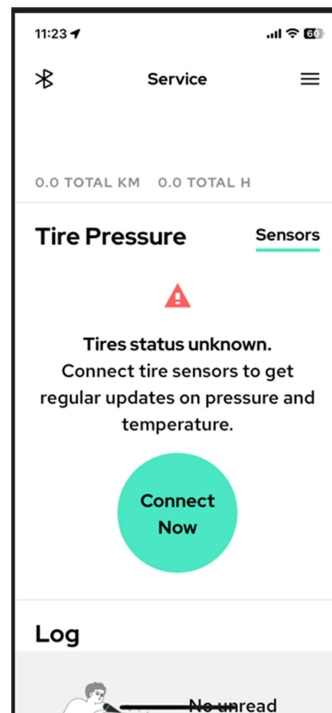 11:23 60
Service
0.0 TOTAL KM 0.0 TOTAL H
Tire Pressure Sensors
Tires status unknown.
Connect tire sensors to get
regular updates on pressure and
temperature.
Connect
Now
Log
No unread